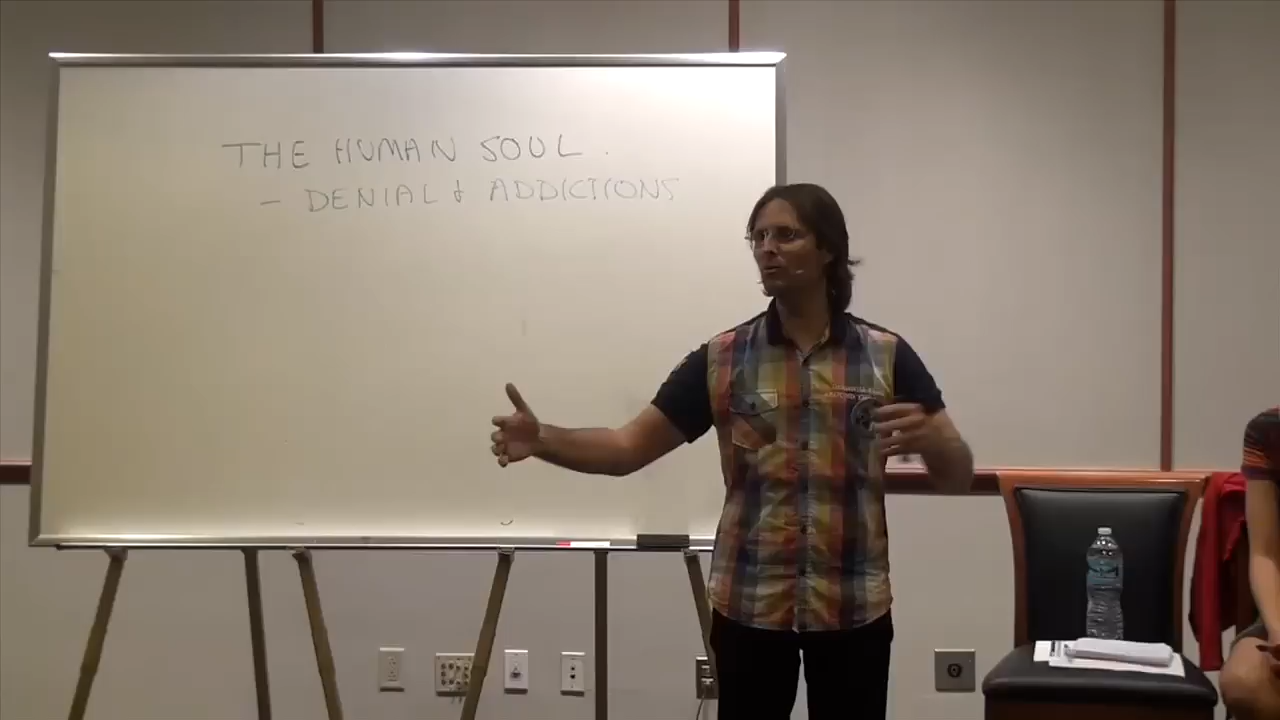 THE HUMAN SOUL.
- DENIAL & ADDICTIONS